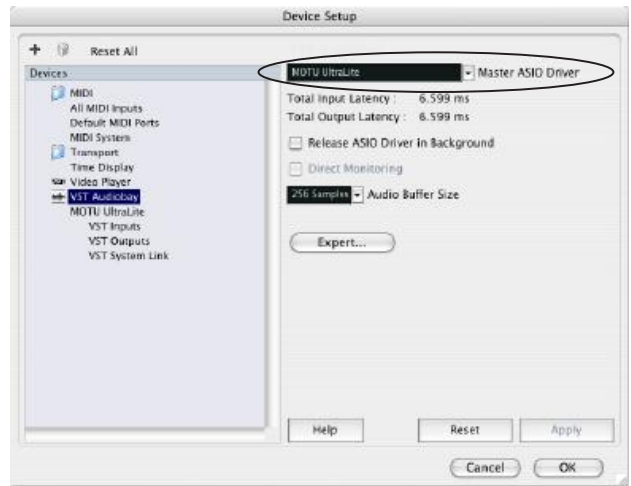 Device Setup
+ Reset All
Devices
MIDI
All MIDI Inputs
Default MIDI Ports
MIDI System
Transport
Time Display
Video Player
VST Audiobay
MOTU UltraLite
VST Inputs
VST Outputs
VST System Link
MOTU UltraLite Master ASIO Driver
Total Input Latency : 6.599 ms
Total Output Latency : 6.599 ms
Release ASIO Driver in Background
Direct Monitoring
256 Samples Audio Buffer Size
Expert...
Help Reset Apply
Cancel OK